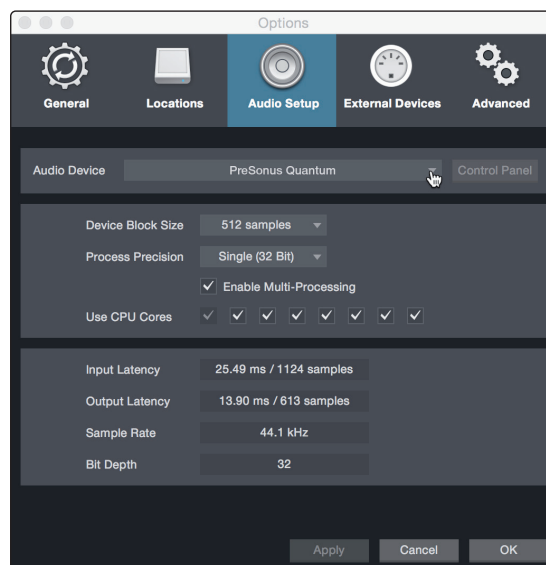 Options
General Locations Audio Setup External Devices Advanced
Audio Device PreSonus Quantum Control Panel
Device Block Size 512 samples
Process Precision Single (32 Bit)
Enable Multi-Processing
Use CPU Cores
Input Latency 25.49 ms / 1124 samples
Output Latency 13.90 ms / 613 samples
Sample Rate 44.1 kHz
Bit Depth 32
Apply Cancel OK